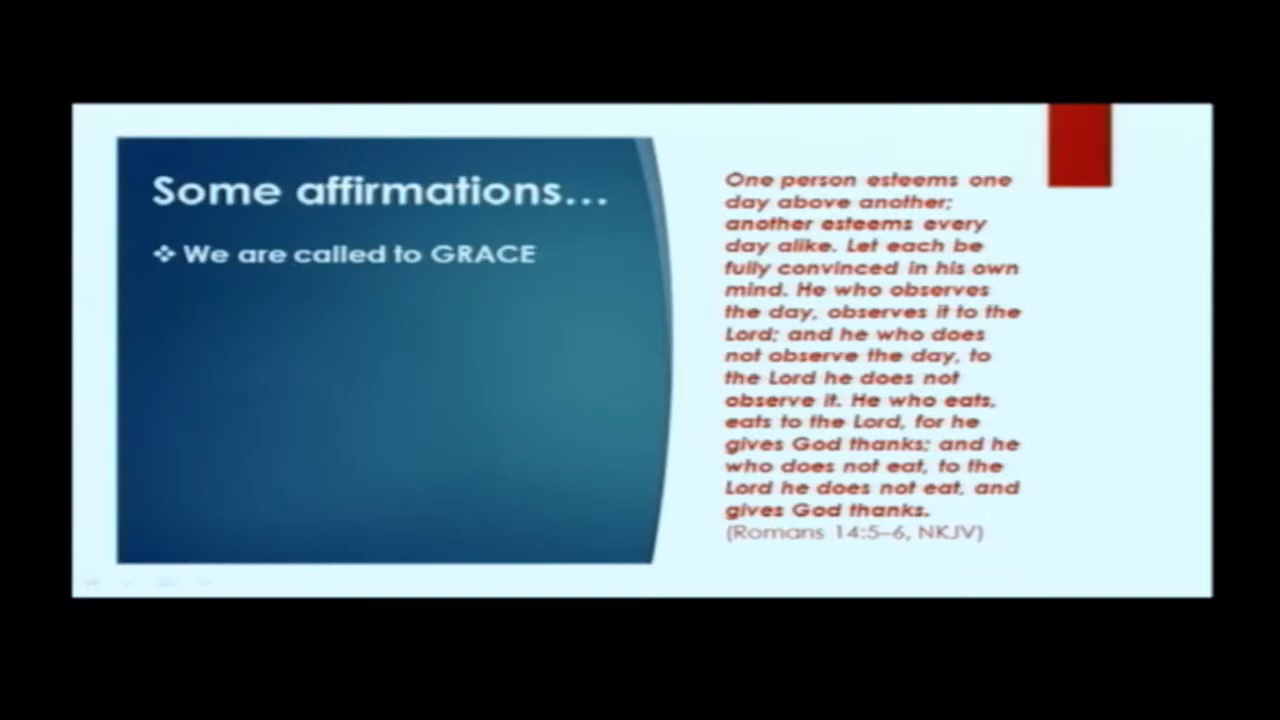 Some affirmations...
❖ We are called to GRACE
One person esteems one
day above another;
another esteems every
day alike. Let each be
fully convinced in his own
mind. He who observes
the day, observes it to the
Lord; and he who does
not observe the day, to
the Lord he does not
observe it. He who eats,
eats to the Lord, for he
gives God thanks; and he
who does not eat, to the
Lord he does not eat, and
gives God thanks.
(Romans 14:5–6, NKJV)